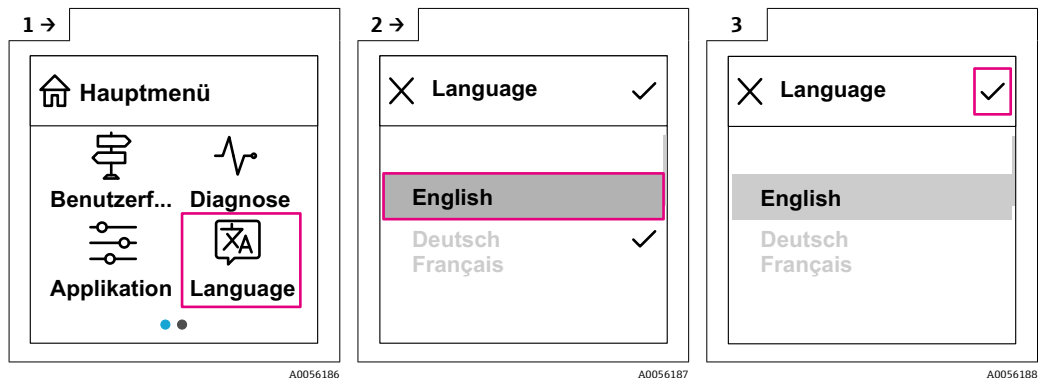 1 →
Hauptmenü
Benutzerf... Diagnose
Applikation Language
A0056186
2 →
Language
English
Deutsch
Français
A0056187
3
Language
English
Deutsch
Français
A0056188